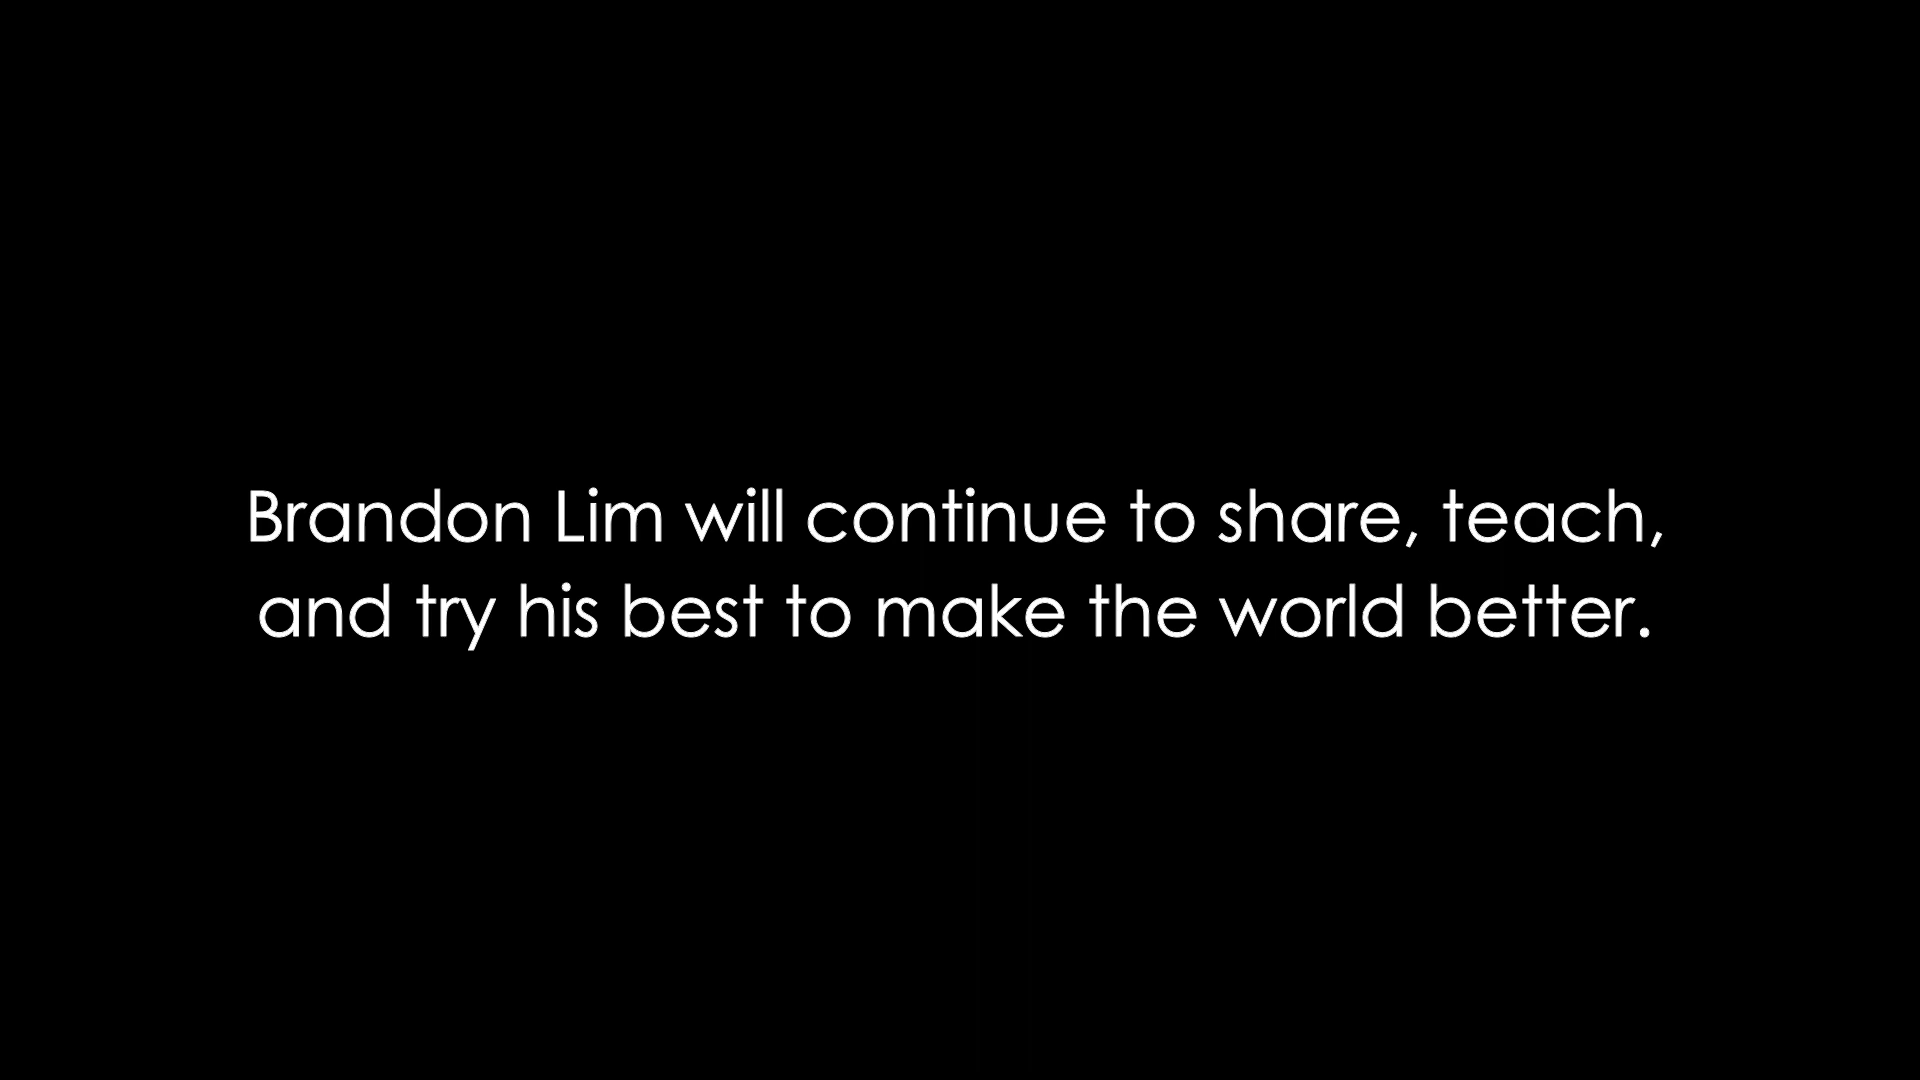 Brandon Lim will continue to share, teach,
and try his best to make the world better.